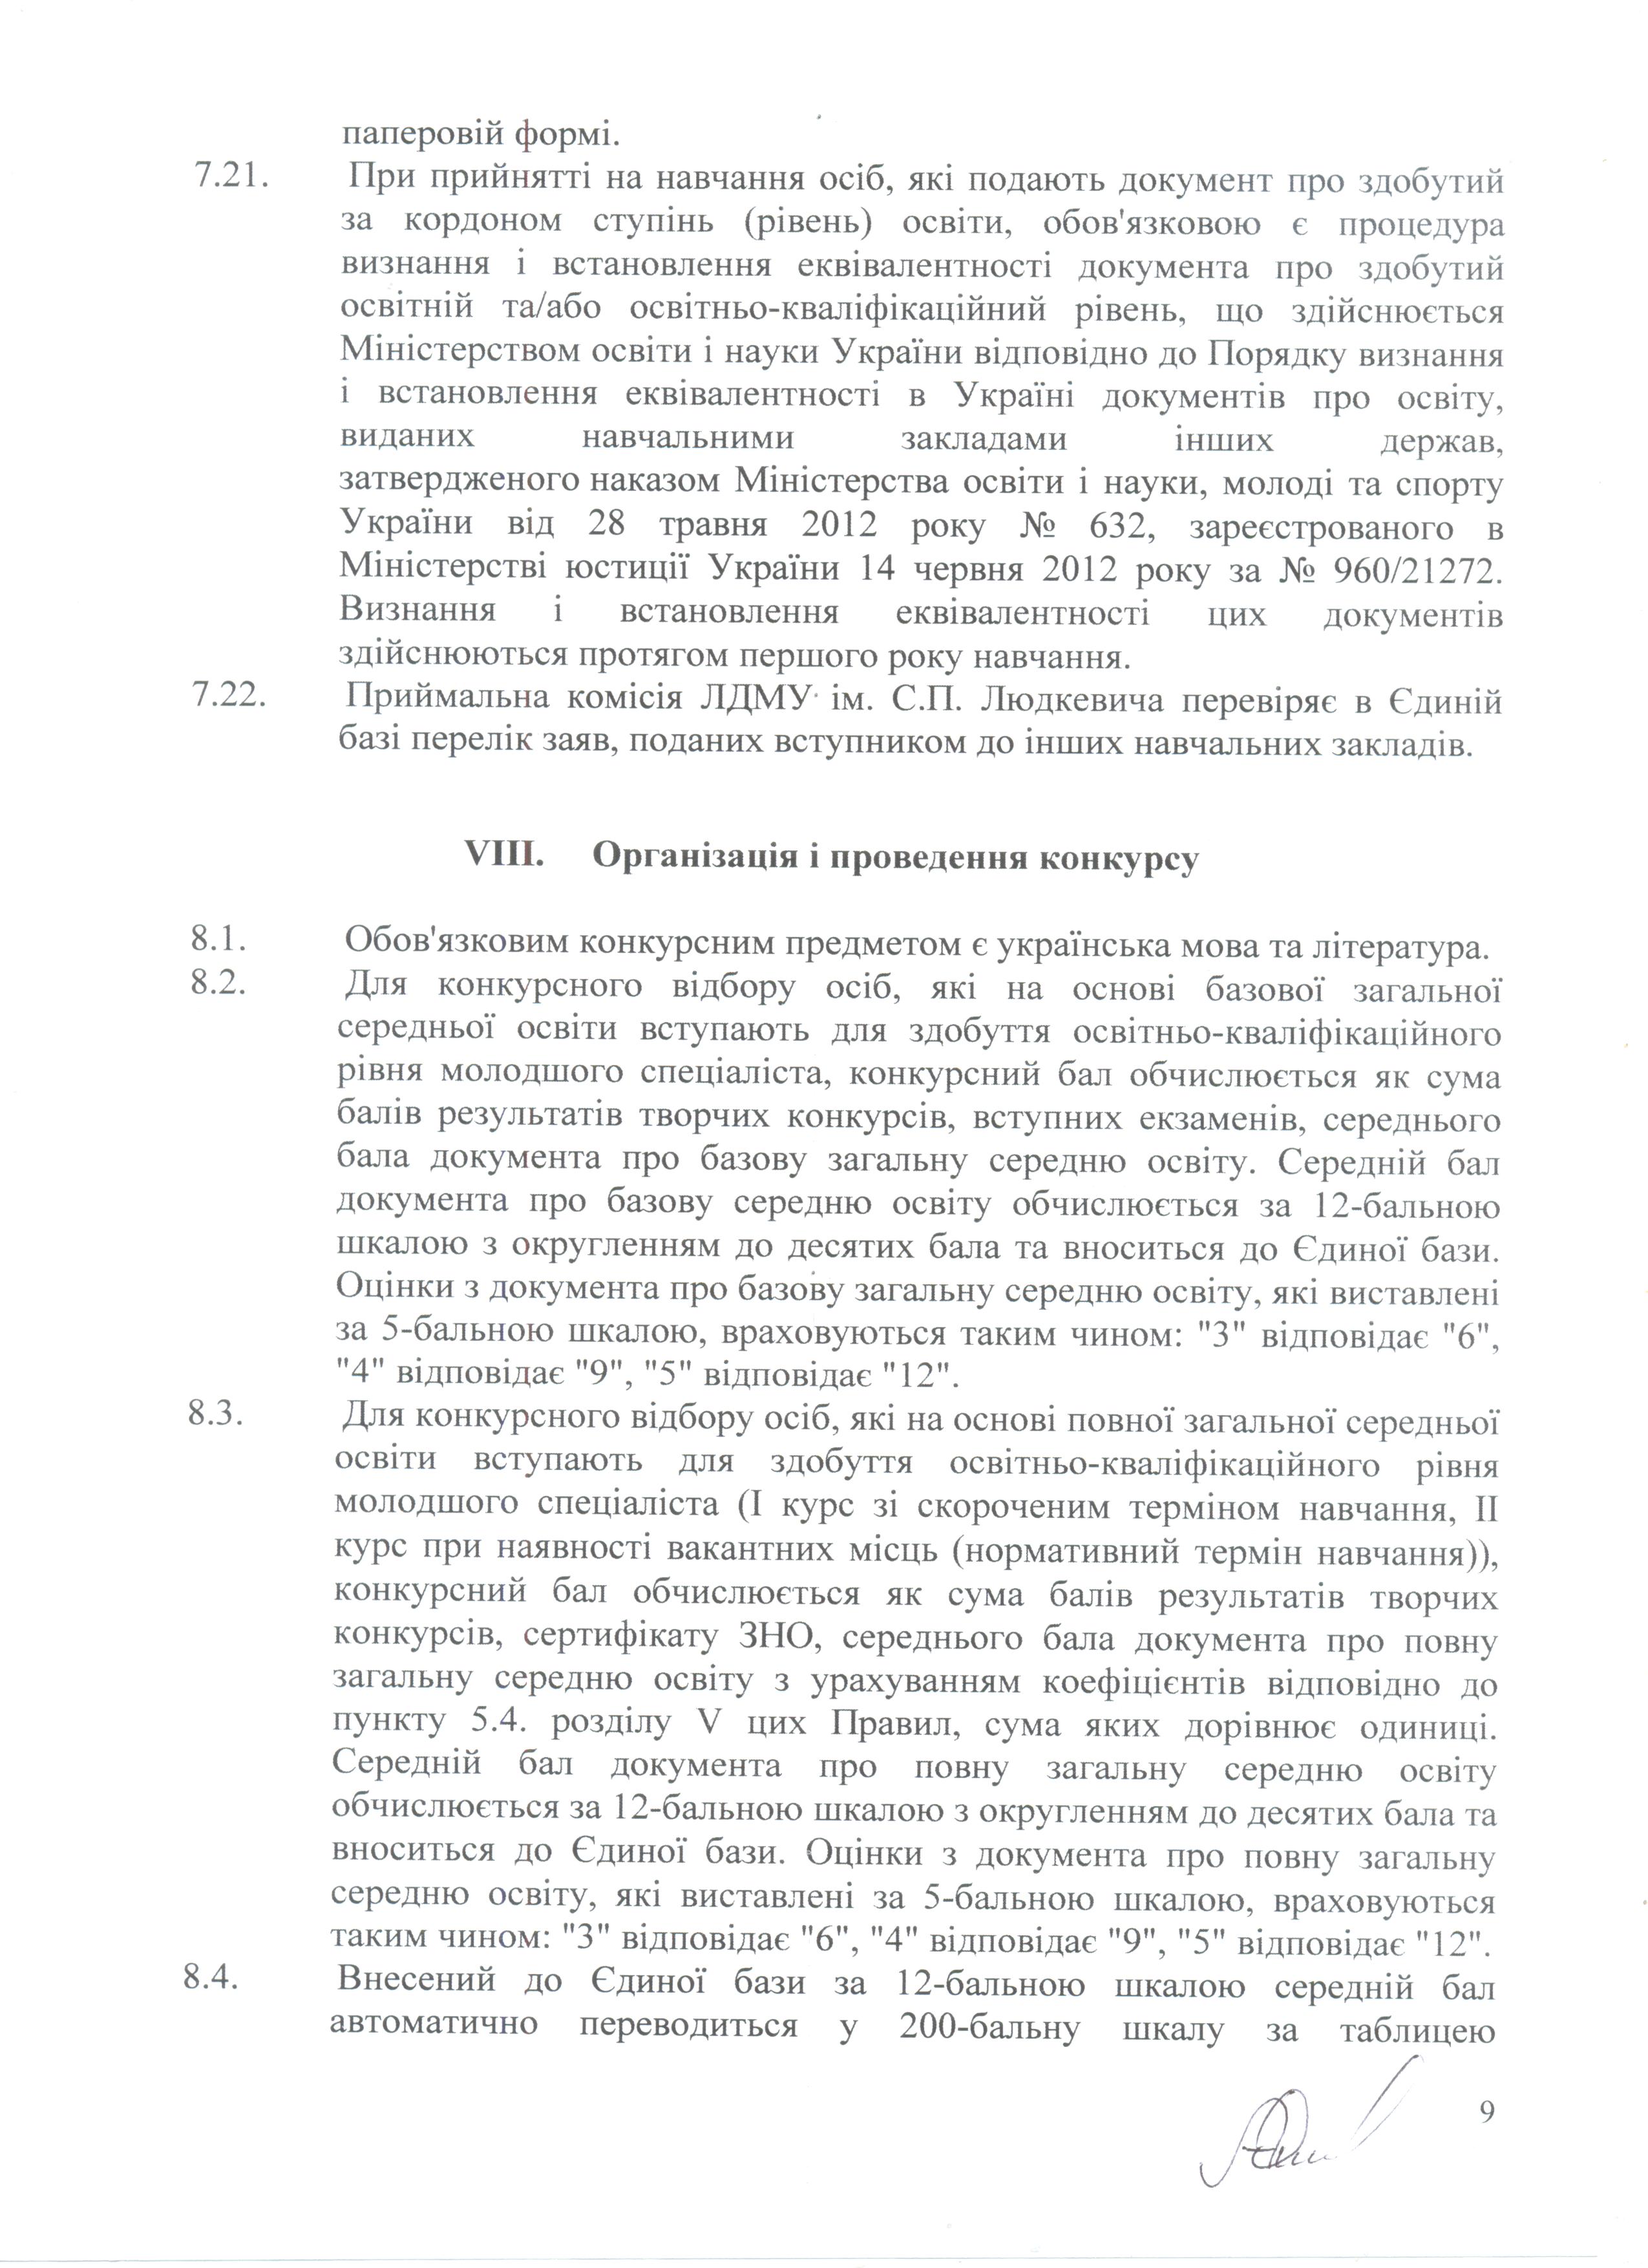 паперовій формі.
7.21. При прийнятті на навчання осіб, які подають документ про здобутий
за кордоном ступінь (рівень) освіти, обов'язковою є процедура
визнання і встановлення еквівалентності документа про здобутий
освітній та/або освітньо-кваліфікаційний рівень, що здійснюється
Міністерством освіти і науки України відповідно до Порядку визнання
і встановлення еквівалентності в Україні документів про освіту,
виданих навчальними закладами інших держав,
затвердженого наказом Міністерства освіти і науки, молоді та спорту
України від 28 травня 2012 року № 632, зареєстрованого в
Міністерстві юстиції України 14 червня 2012 року за № 960/21272.
Визнання і встановлення еквівалентності цих документів
здійснюються протягом першого року навчання.
7.22. Приймальна комісія ЛДМУ ім. С.П. Людкевича перевіряє в Єдиній
базі перелік заяв, поданих вступником до інших навчальних закладів.
VIII. Організація і проведення конкурсу
8.1. Обов'язковим конкурсним предметом є українська мова та література.
8.2. Для конкурсного відбору осіб, які на основі базової загальної
середньої освіти вступають для здобуття освітньо-кваліфікаційного
рівня молодшого спеціаліста, конкурсний бал обчислюється як сума
балів результатів творчих конкурсів, вступних екзаменів, середнього
бала документа про базову загальну середню освіту. Середній бал
документа про базову середню освіту обчислюється за 12-бальною
шкалою з округленням до десятих бала та вноситься до Єдиної бази.
Оцінки з документа про базову загальну середню освіту, які виставлені
за 5-бальною шкалою, враховуються таким чином: "3" відповідає "6",
"4" відповідає "9", "5" відповідає "12".
8.3. Для конкурсного відбору осіб, які на основі повної загальної середньої
освіти вступають для здобуття освітньо-кваліфікаційного рівня
молодшого спеціаліста (I курс зі скороченим терміном навчання, II
курс при наявності вакантних місць (нормативний термін навчання)),
конкурсний бал обчислюється як сума балів результатів творчих
конкурсів, сертифікату ЗНО, середнього бала документа про повну
загальну середню освіту з урахуванням коефіцієнтів відповідно до
пункту 5.4. розділу V цих Правил, сума яких дорівнює одиниці.
Середній бал документа про повну загальну середню освіту
обчислюється за 12-бальною шкалою з округленням до десятих бала та
вноситься до Єдиної бази. Оцінки з документа про повну загальну
середню освіту, які виставлені за 5-бальною шкалою, враховуються
таким чином: "3" відповідає "6", "4" відповідає "9", "5" відповідає "12".
8.4. Внесений до Єдиної бази за 12-бальною шкалою середній бал
автоматично переводиться у 200-бальну шкалу за таблицею
9